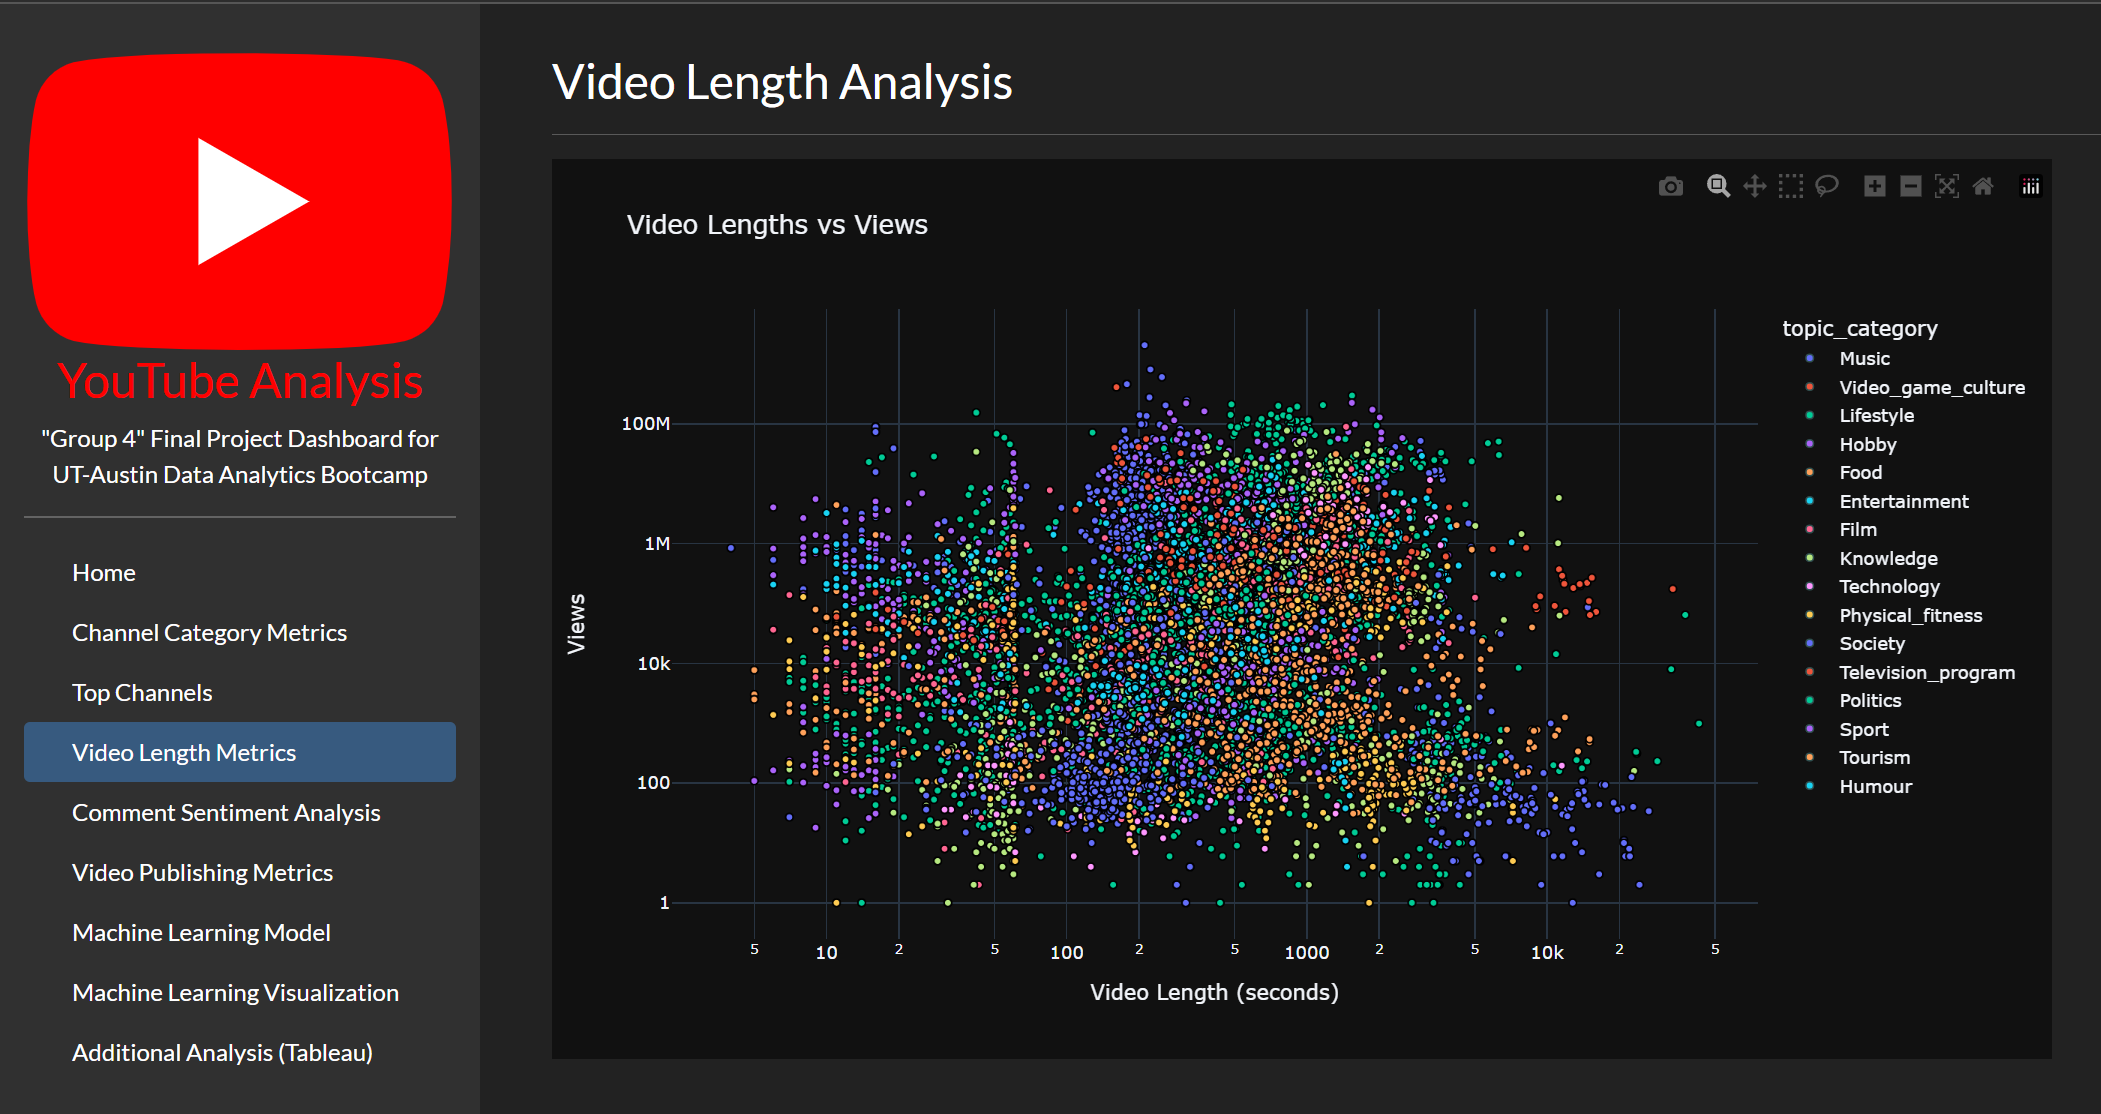 YouTube Analysis
"Group 4" Final Project Dashboard for
UT-Austin Data Analytics Bootcamp
Home
Channel Category Metrics
Top Channels
Video Length Metrics
Comment Sentiment Analysis
Video Publishing Metrics
Machine Learning Model
Machine Learning Visualization
Additional Analysis (Tableau)
Video Length Analysis
Video Lengths vs Views
Views
100M
1M
10k
100
1
5 10 2 5 100 2 5 1000 2 5 10k 2 5
Video Length (seconds)
topic_category
Music
Video_game_culture
Lifestyle
Hobby
Food
Entertainment
Film
Knowledge
Technology
Physical_fitness
Society
Television_program
Politics
Sport
Tourism
Humour